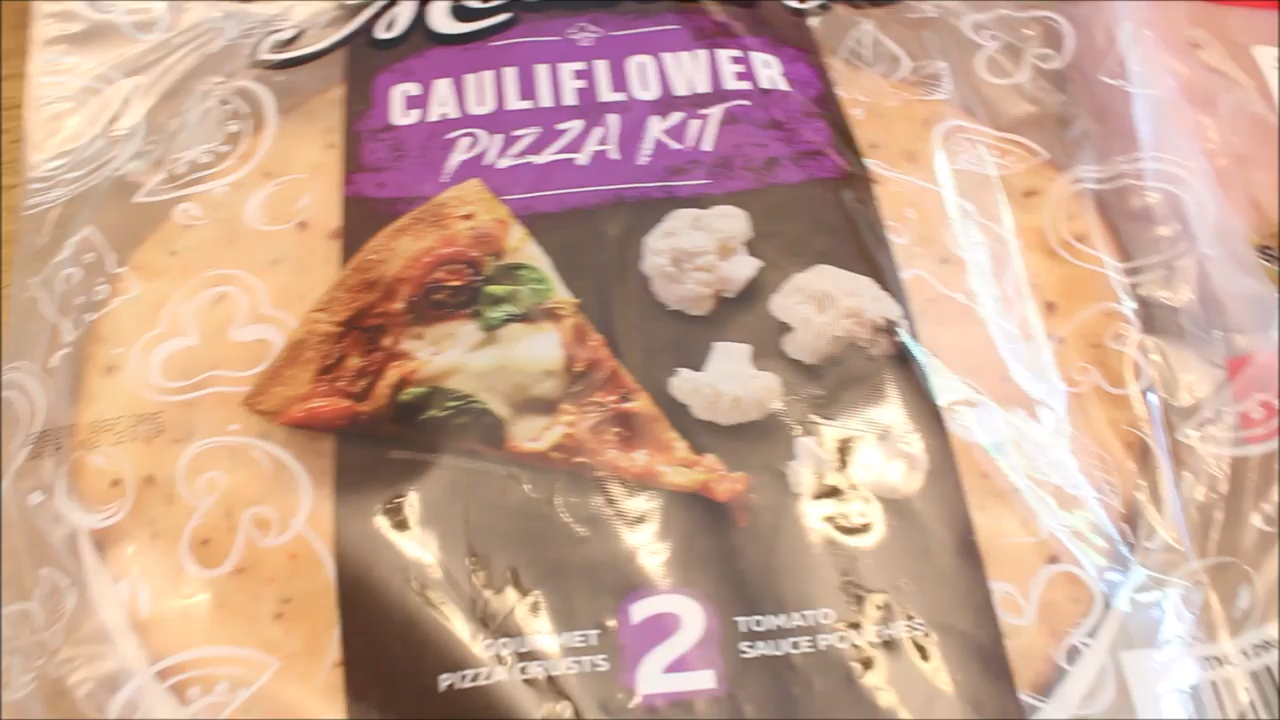 CAULIFLOWER
PIZZA KIT
GOURMET
PIZZA CRUSTS
2
TOMATO
SAUCE POUCHES